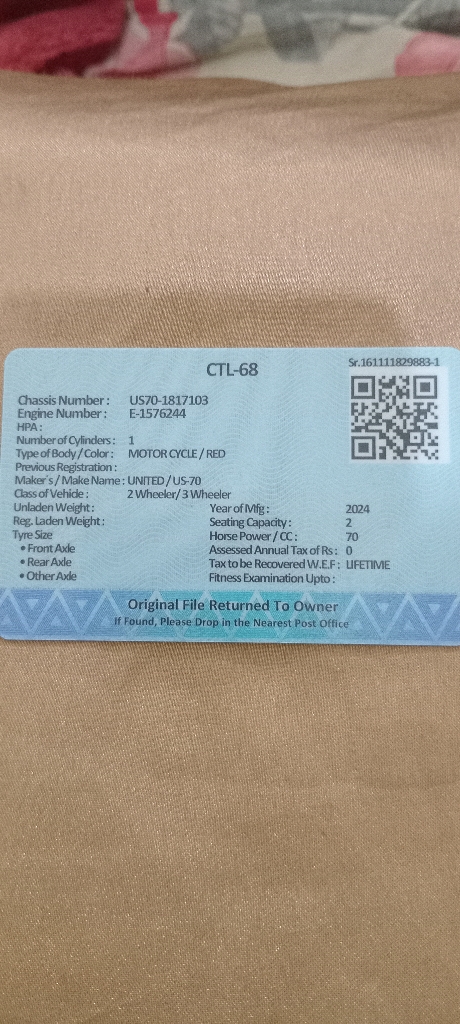 CTL-68
Sr.161111829883-1
Chassis Number : US70-1817103
Engine Number : E-1576244
HPA :
Number of Cylinders : 1
Type of Body / Color : MOTOR CYCLE / RED
Previous Registration :
Maker's / Make Name : UNITED / US-70
Class of Vehicle : 2 Wheeler/ 3 Wheeler
Unladen Weight : Year of Mfg : 2024
Reg. Laden Weight : Seating Capacity : 2
Tyre Size Horse Power / CC : 70
• Front Axle Assessed Annual Tax of Rs : 0
• Rear Axle Tax to be Recovered W.E.F : LIFETIME
• Other Axle Fitness Examination Upto :
Original File Returned To Owner
If Found, Please Drop in the Nearest Post Office